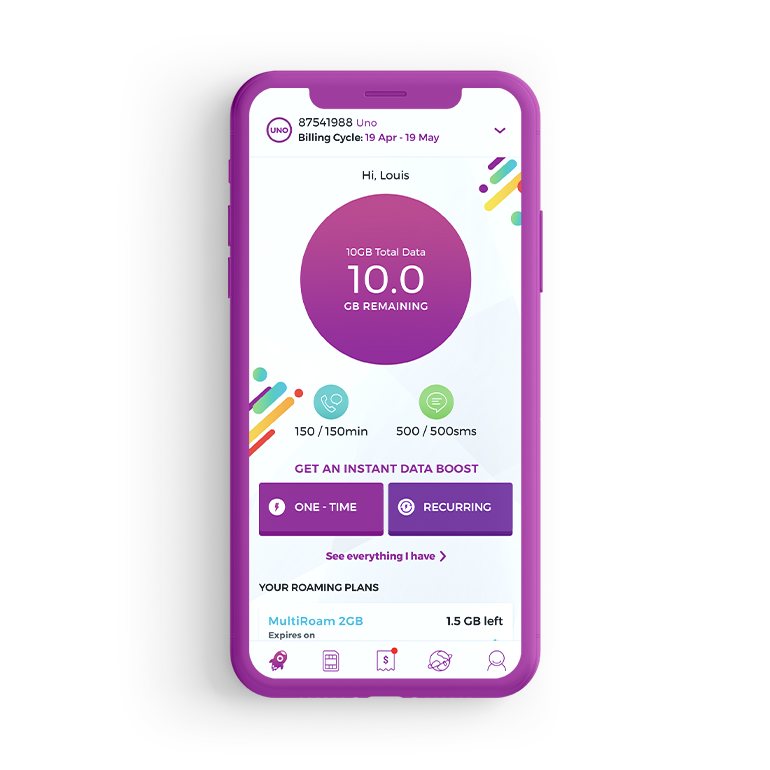 UNO
87541988 Uno
Billing Cycle: 19 Apr - 19 May
Hi, Louis
10GB Total Data
10.0
GB REMAINING
150 / 150min
500 / 500sms
GET AN INSTANT DATA BOOST
ONE - TIME
RECURRING
See everything I have
YOUR ROAMING PLANS
MultiRoam 2GB
1.5 GB left
Expires on
$